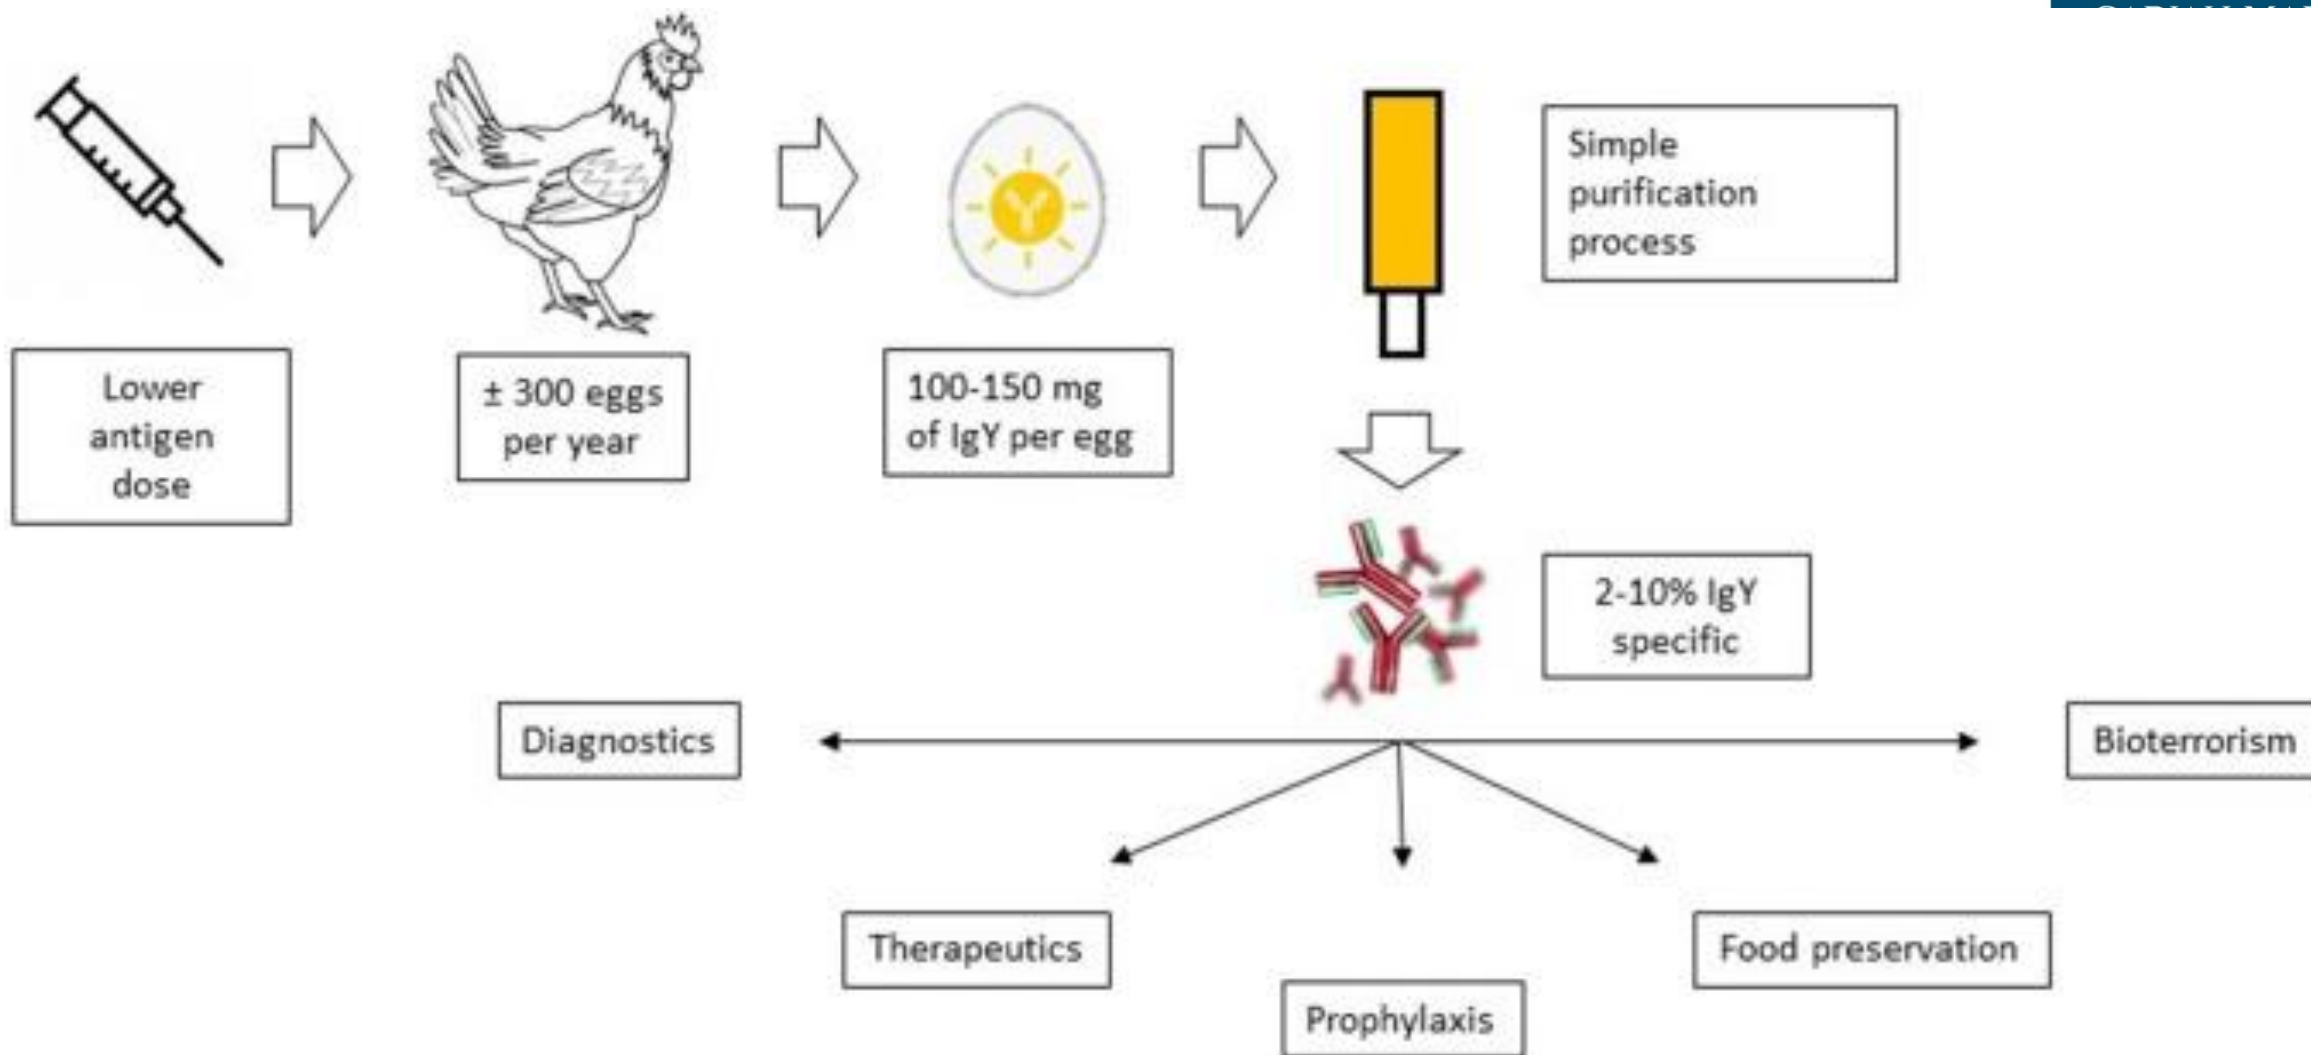 Simple
purification
process
Lower
antigen
dose
± 300 eggs
per year
100-150 mg
of IgY per egg
2-10% IgY
specific
Diagnostics
Bioterrorism
Therapeutics
Food preservation
Prophylaxis